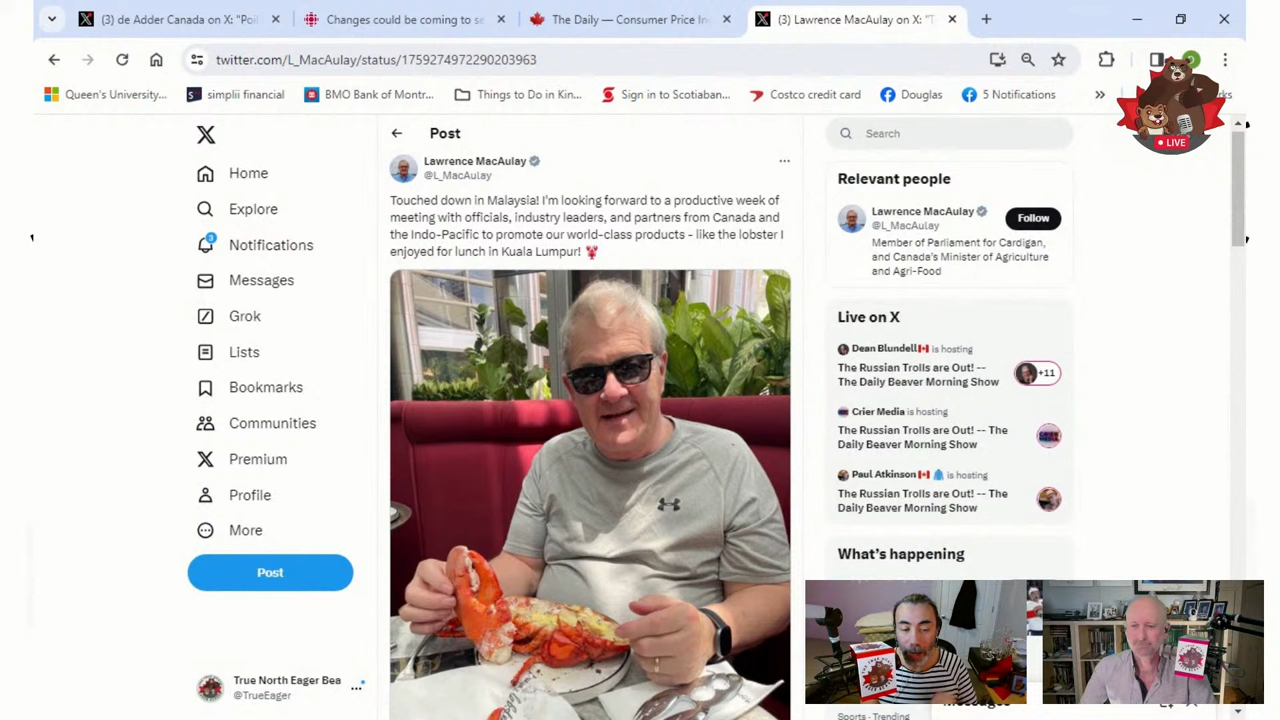 (3) de Adder Canada on X: "Poil
Changes could be coming to se
The Daily — Consumer Price In
(3) Lawrence MacAulay on X: "T
twitter.com/L_MacAulay/status/1759274972290203963
Queen's University...
simplii financial
BMO Bank of Montr...
Things to Do in Kin...
Sign in to Scotiaban...
Costco credit card
Douglas
5 Notifications
LIVE
Home
Explore
3
Notifications
Messages
Grok
Lists
Bookmarks
Communities
Premium
Profile
More
Post
True North Eager Bea
@TrueEager
Post
Lawrence MacAulay
@L_MacAulay
Touched down in Malaysia! I'm looking forward to a productive week of
meeting with officials, industry leaders, and partners from Canada and
the Indo-Pacific to promote our world-class products - like the lobster I
enjoyed for lunch in Kuala Lumpur! 🦞
Search
Relevant people
Lawrence MacAulay
@L_MacAulay
Follow
Member of Parliament for Cardigan,
and Canada's Minister of Agriculture
and Agri-Food
Live on X
Dean Blundell🇨🇦 is hosting
The Russian Trolls are Out! --
The Daily Beaver Morning Show
+11
Crier Media is hosting
The Russian Trolls are Out! -- The
Daily Beaver Morning Show
Paul Atkinson 🇨🇦 is hosting
The Russian Trolls are Out! -- The
Daily Beaver Morning Show
What's happening
Sports · Trending